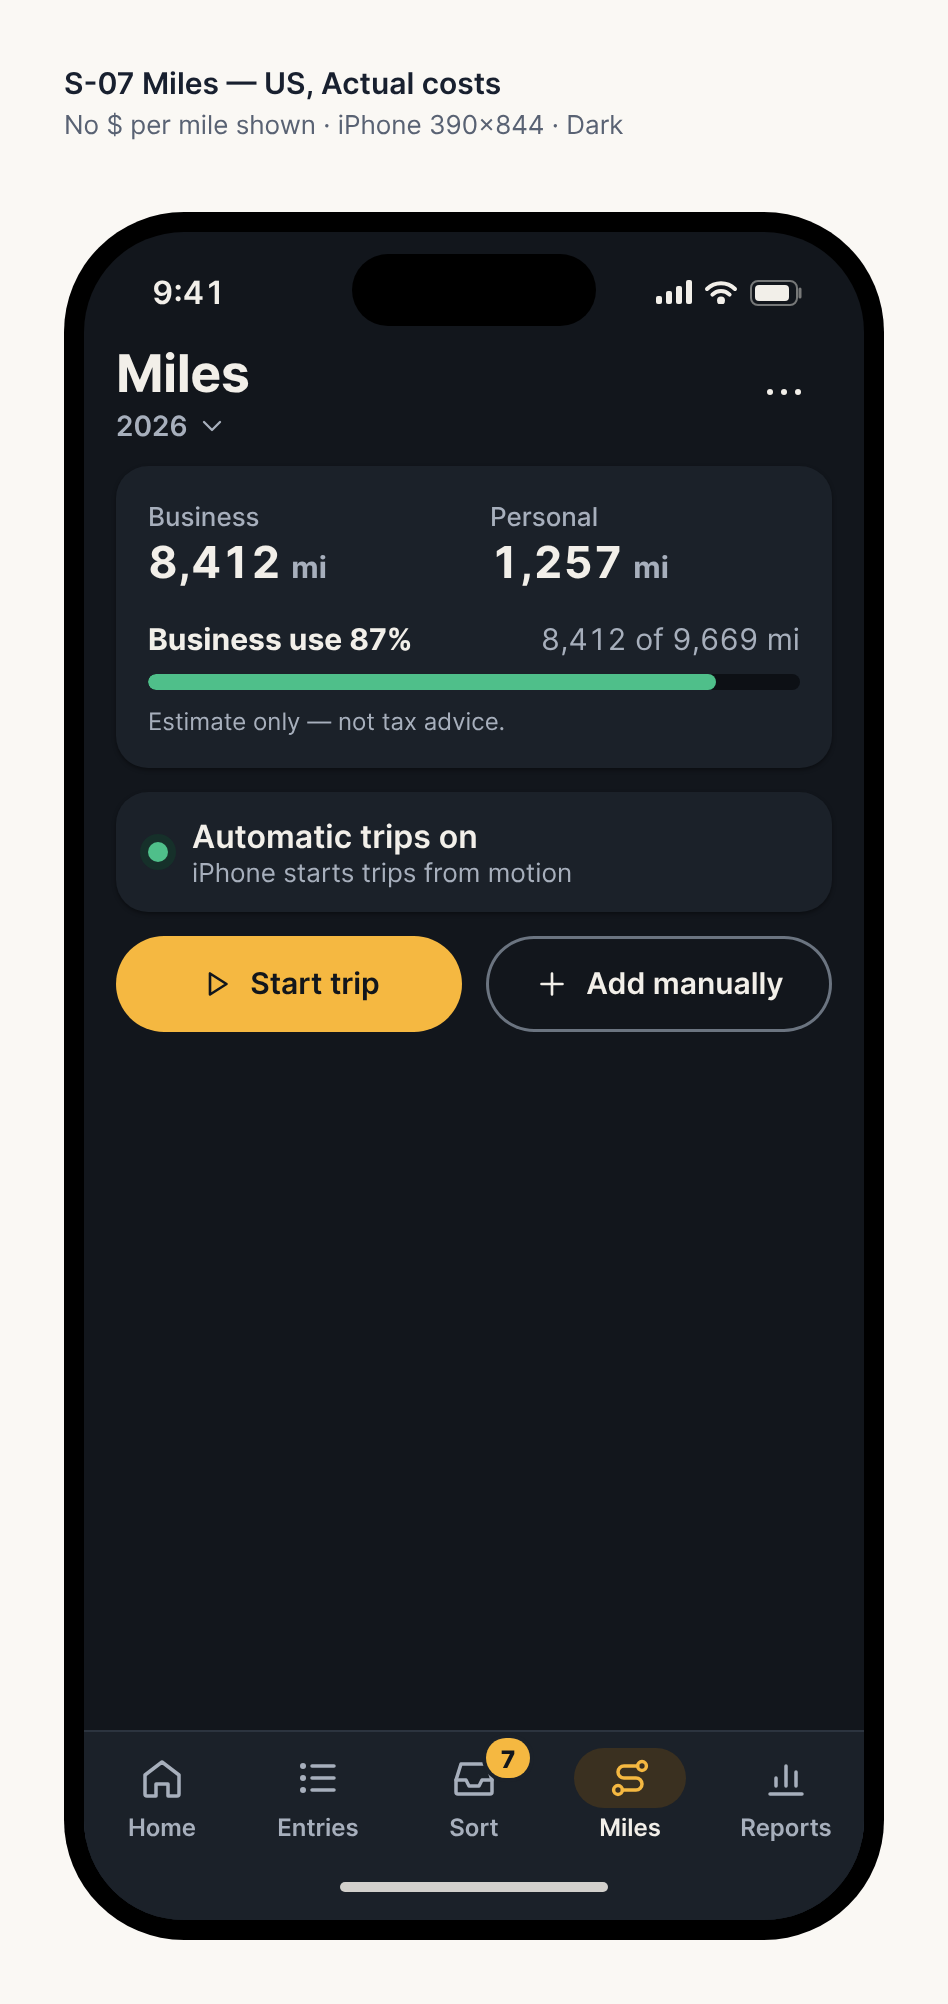 S-07 Miles — US, Actual costs
No $ per mile shown · iPhone 390×844 · Dark
9:41
Miles
...
2026
Business
Personal
8,412 mi
1,257 mi
Business use 87%
8,412 of 9,669 mi
Estimate only — not tax advice.
Automatic trips on
iPhone starts trips from motion
Start trip
Add manually
7
Home
Entries
Sort
Miles
Reports